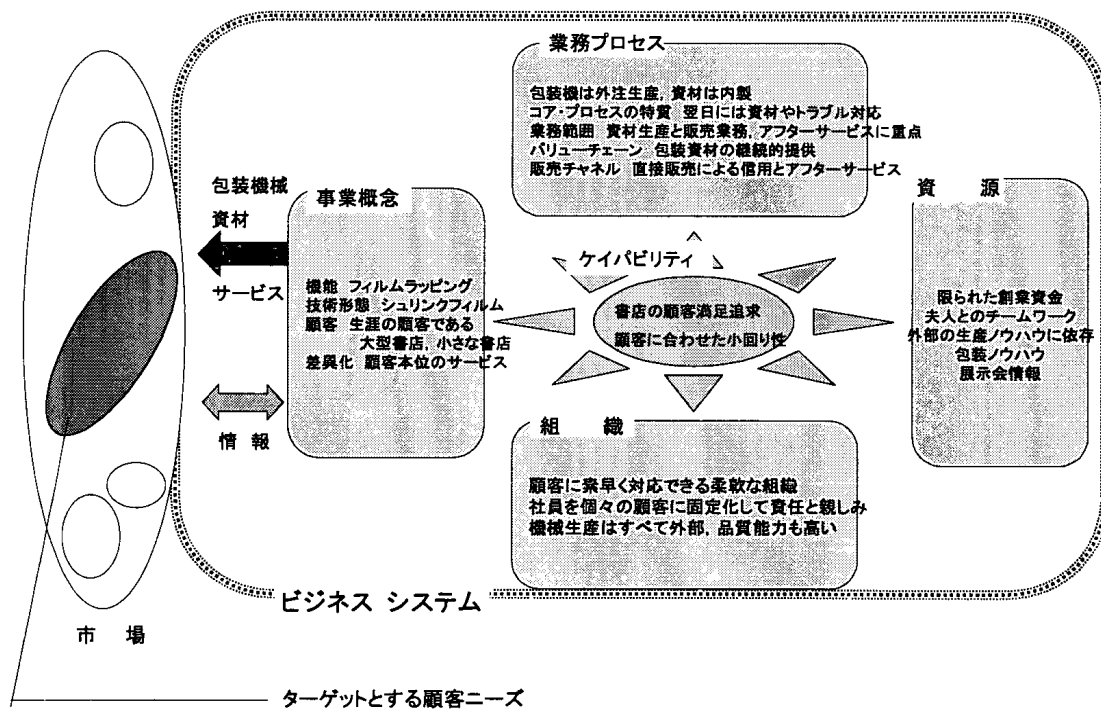 業務プロセス
包装機は外注生産, 資材は内製
コア・プロセスの特質 翌日には資材やトラブル対応
業務範囲 資材生産と販売業務, アフターサービスに重点
バリューチェーン 包装資材の継続的提供
販売チャネル 直接販売による信用とアフターサービス
包装機械
資材
サービス
情 報
事業概念
機能 フィルムラッピング
技術形態 シュリンクフィルム
顧客 生涯の顧客である
大型書店, 小さな書店
差異化 顧客本位のサービス
ケイパビリティ
書店の顧客満足追求
顧客に合わせた小回り性
資 源
限られた創業資金
夫人とのチームワーク
外部の生産ノウハウに依存
包装ノウハウ
展示会情報
組 織
顧客に素早く対応できる柔軟な組織
社員を個々の顧客に固定化して責任と親しみ
機械生産はすべて外部, 品質能力も高い
ビジネス システム
市 場
ターゲットとする顧客ニーズ